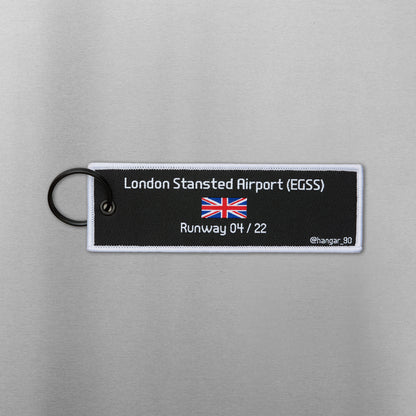 London Stansted Airport (EGSS)
Runway 04 / 22
@hangar_90